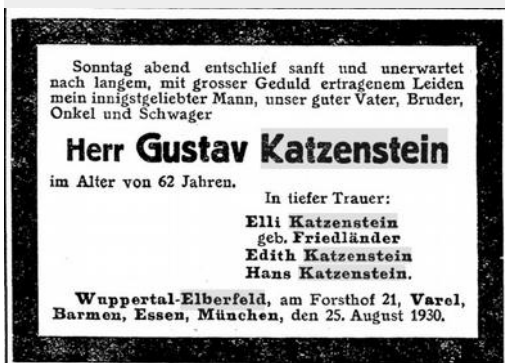 Sonntag abend entschlief sanft und unerwartet
nach langem, mit grosser Geduld ertragenem Leiden
mein innigstgeliebter Mann, unser guter Vater, Bruder,
Onkel und Schwager
Herr Gustav Katzenstein
im Alter von 62 Jahren.
In tiefer Trauer:
Elli Katzenstein
geb. Friedländer
Edith Katzenstein
Hans Katzenstein.
Wuppertal-Elberfeld, am Forsthof 21, Varel,
Barmen, Essen, München, den 25. August 1930.